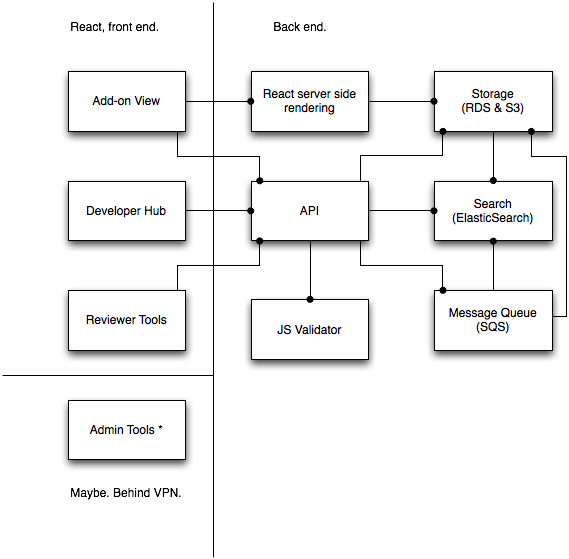 React, front end.
Back end.
Add-on View
React server side
rendering
Storage
(RDS & S3)
Developer Hub
API
Search
(ElasticSearch)
Reviewer Tools
JS Validator
Message Queue
(SQS)
Admin Tools *
Maybe. Behind VPN.